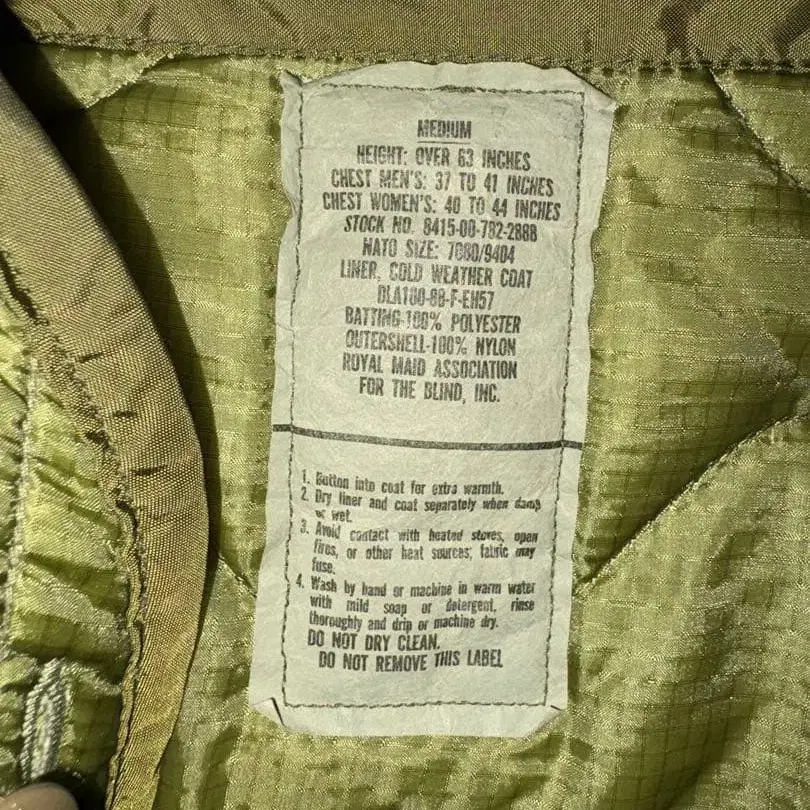 MEDIUM
HEIGHT: OVER 63 INCHES
CHEST MEN'S: 37 TO 41 INCHES
CHEST WOMEN'S: 40 TO 44 INCHES
STOCK NO. 8415-00-782-2888
NATO SIZE: 7080/9404
LINER, COLD WEATHER COAT
DLA100-88-F-EH57
BATTING-100% POLYESTER
OUTERSHELL-100% NYLON
ROYAL MAID ASSOCIATION
FOR THE BLIND, INC.
1. Button into coat for extra warmth.
2. Dry liner and coat separately when damp
or wet.
3. Avoid contact with heated stoves, open
fires, or other heat sources; fabric may
fuse.
4. Wash by hand or machine in warm water
with mild soap or detergent, rinse
thoroughly and drip or machine dry.
DO NOT DRY CLEAN.
DO NOT REMOVE THIS LABEL